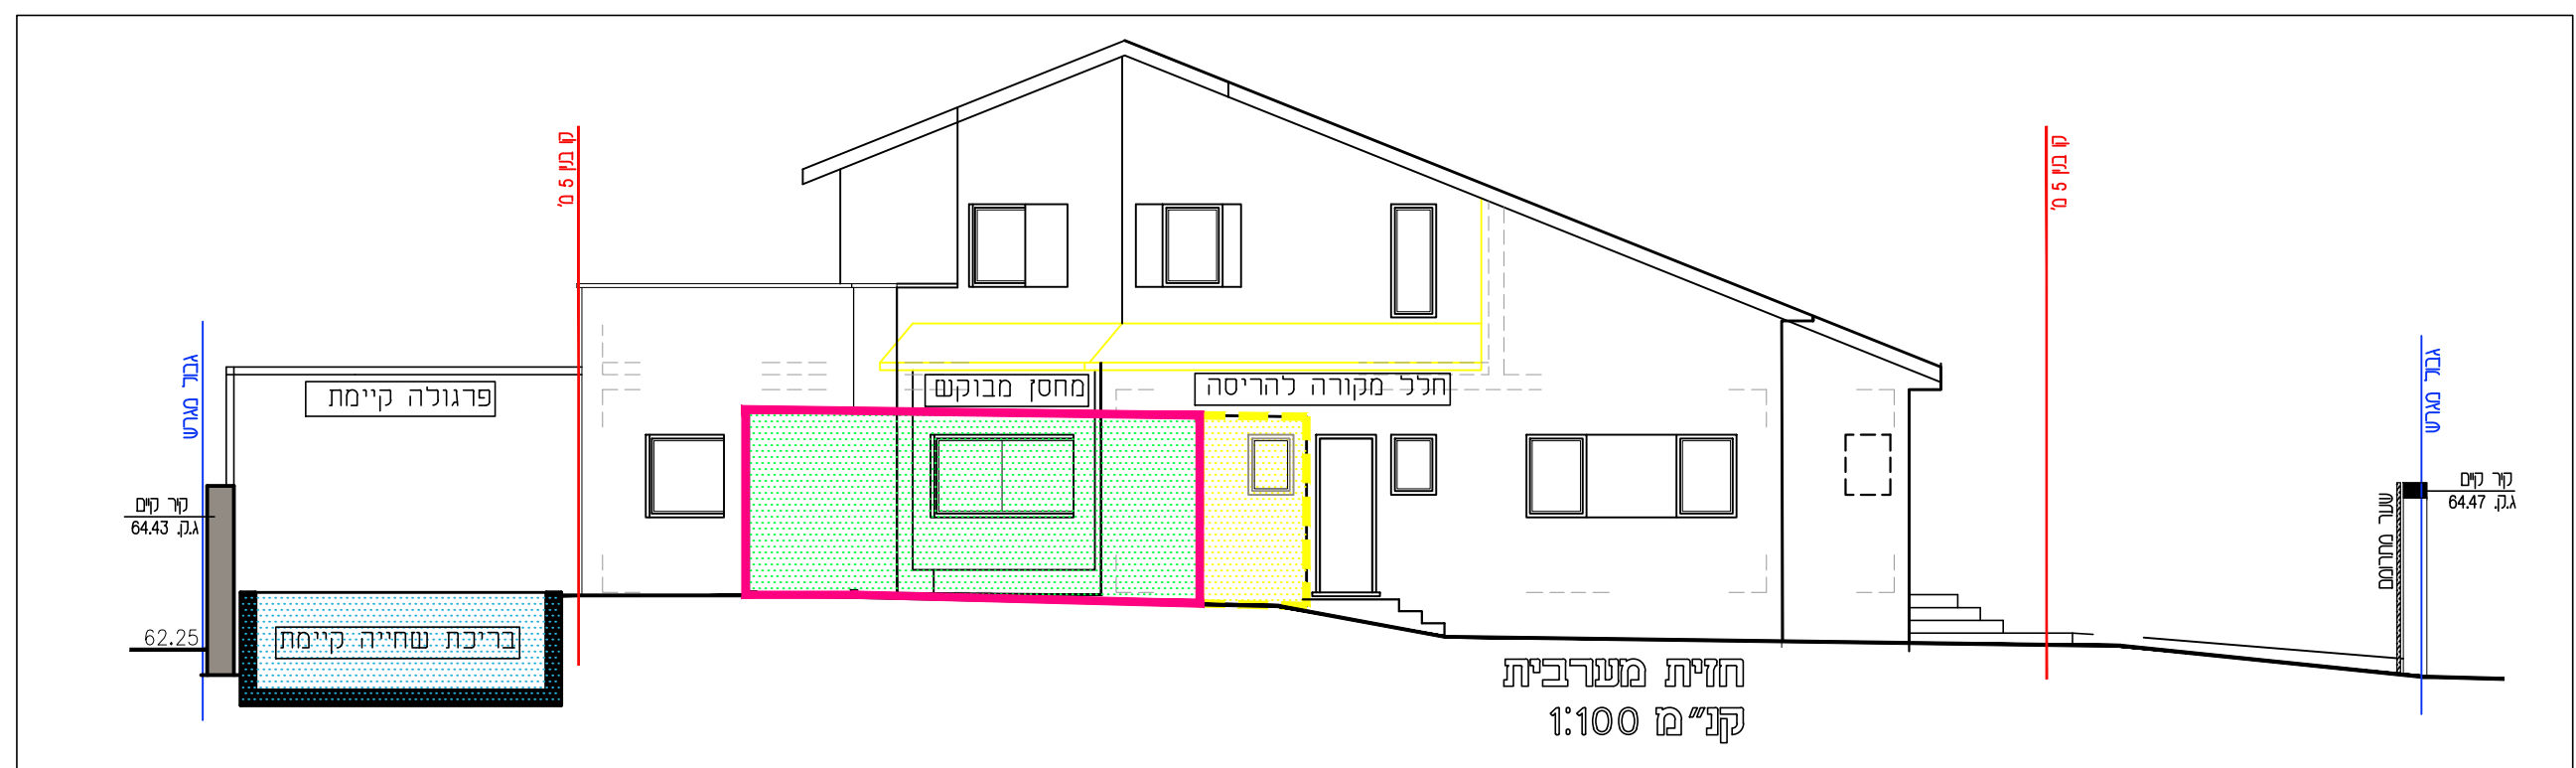 קו בנין 5 מ'
קו בנין 5 מ'
גבול מגרש
גבול מגרש
פרגולה קיימת
מחסן מבוקש
חלל מקורה להריסה
קיר קיים
ג.ק. 64.43
קיר קיים
ג.ק. 64.47
שער מתרומם
62.25
בריכת שחייה קיימת
חזית מערבית
קנ"מ 1:100